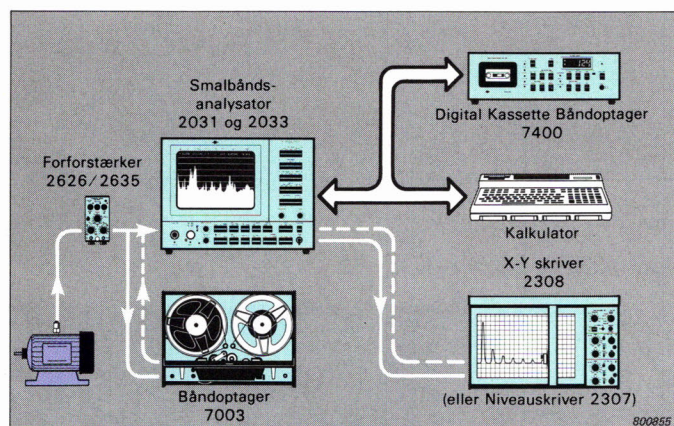 Smalbånds-
analysator
2031 og 2033
Digital Kassette Båndoptager
7400
Forforstærker
2626/2635
Kalkulator
X-Y skriver
2308
Båndoptager
7003
(eller Niveauskriver 2307)
800855